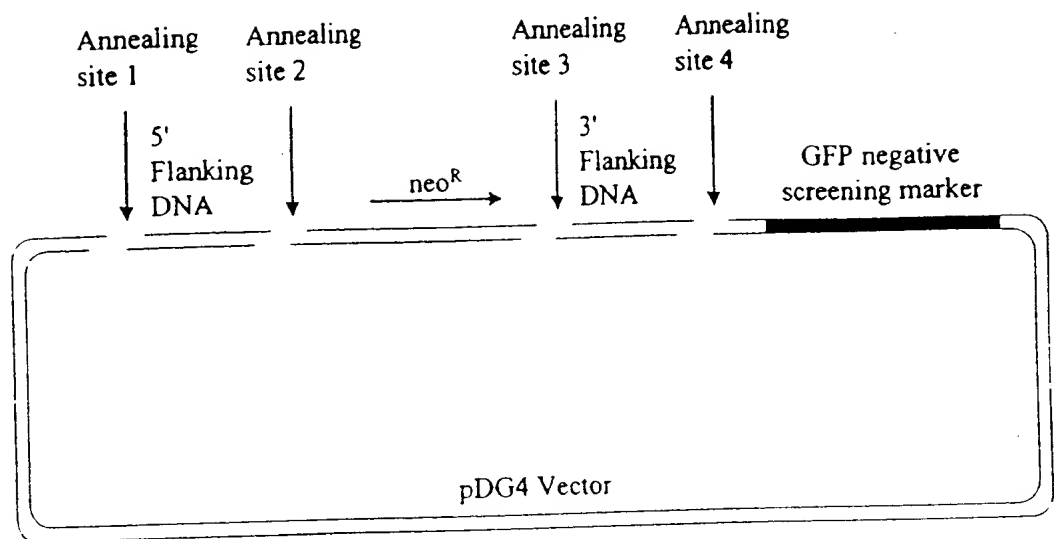 Annealing
site 1
Annealing
site 2
Annealing
site 3
Annealing
site 4
5'
Flanking
DNA
neoR
3'
Flanking
DNA
GFP negative
screening marker
pDG4 Vector